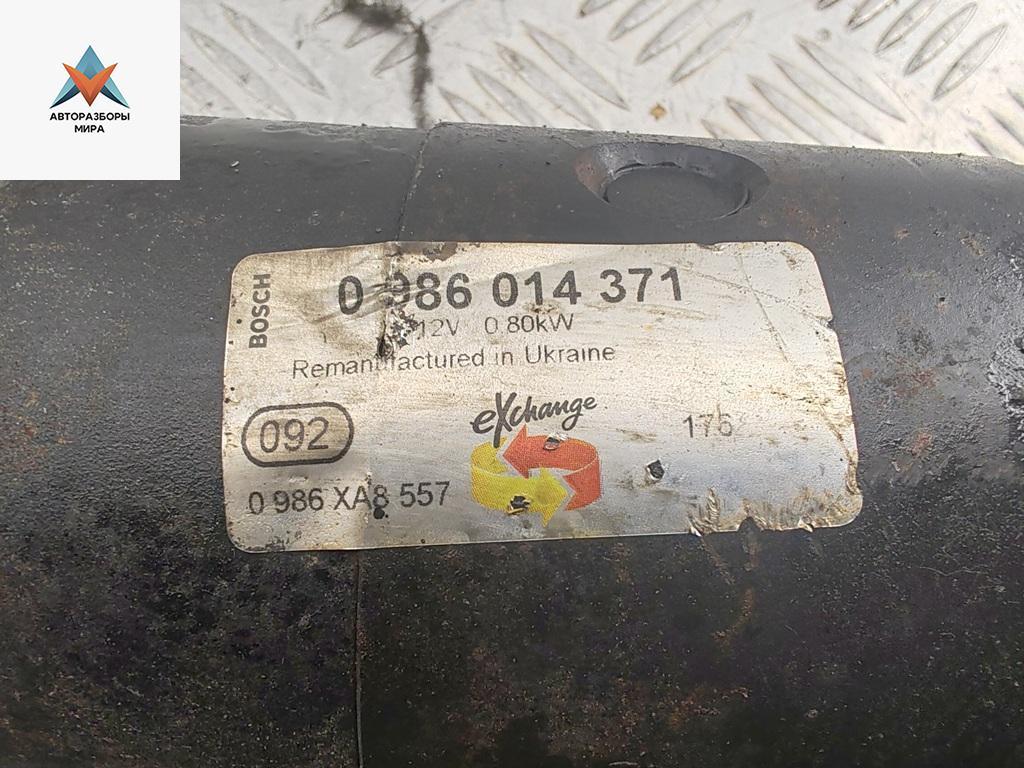 АВТОРАЗБОРЫ
МИРА
BOSCH
0 986 014 371
12V 0.80kW
Remanufactured in Ukraine
eXchange
092
176
0 986 XA8 557